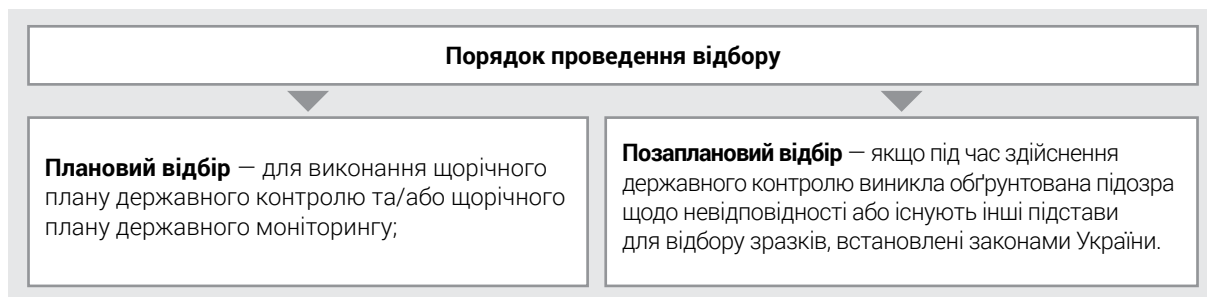 Порядок проведення відбору
Плановий відбір — для виконання щорічного
плану державного контролю та/або щорічного
плану державного моніторингу;
Позаплановий відбір — якщо під час здійснення
державного контролю виникла обґрунтована підозра
щодо невідповідності або існують інші підстави
для відбору зразків, встановлені законами України.